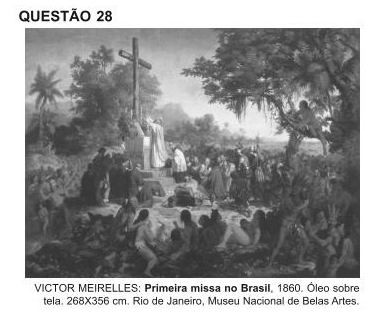 QUESTÃO 28
VICTOR MEIRELLES: Primeira missa no Brasil, 1860. Óleo sobre
tela. 268X356 cm. Rio de Janeiro, Museu Nacional de Belas Artes.